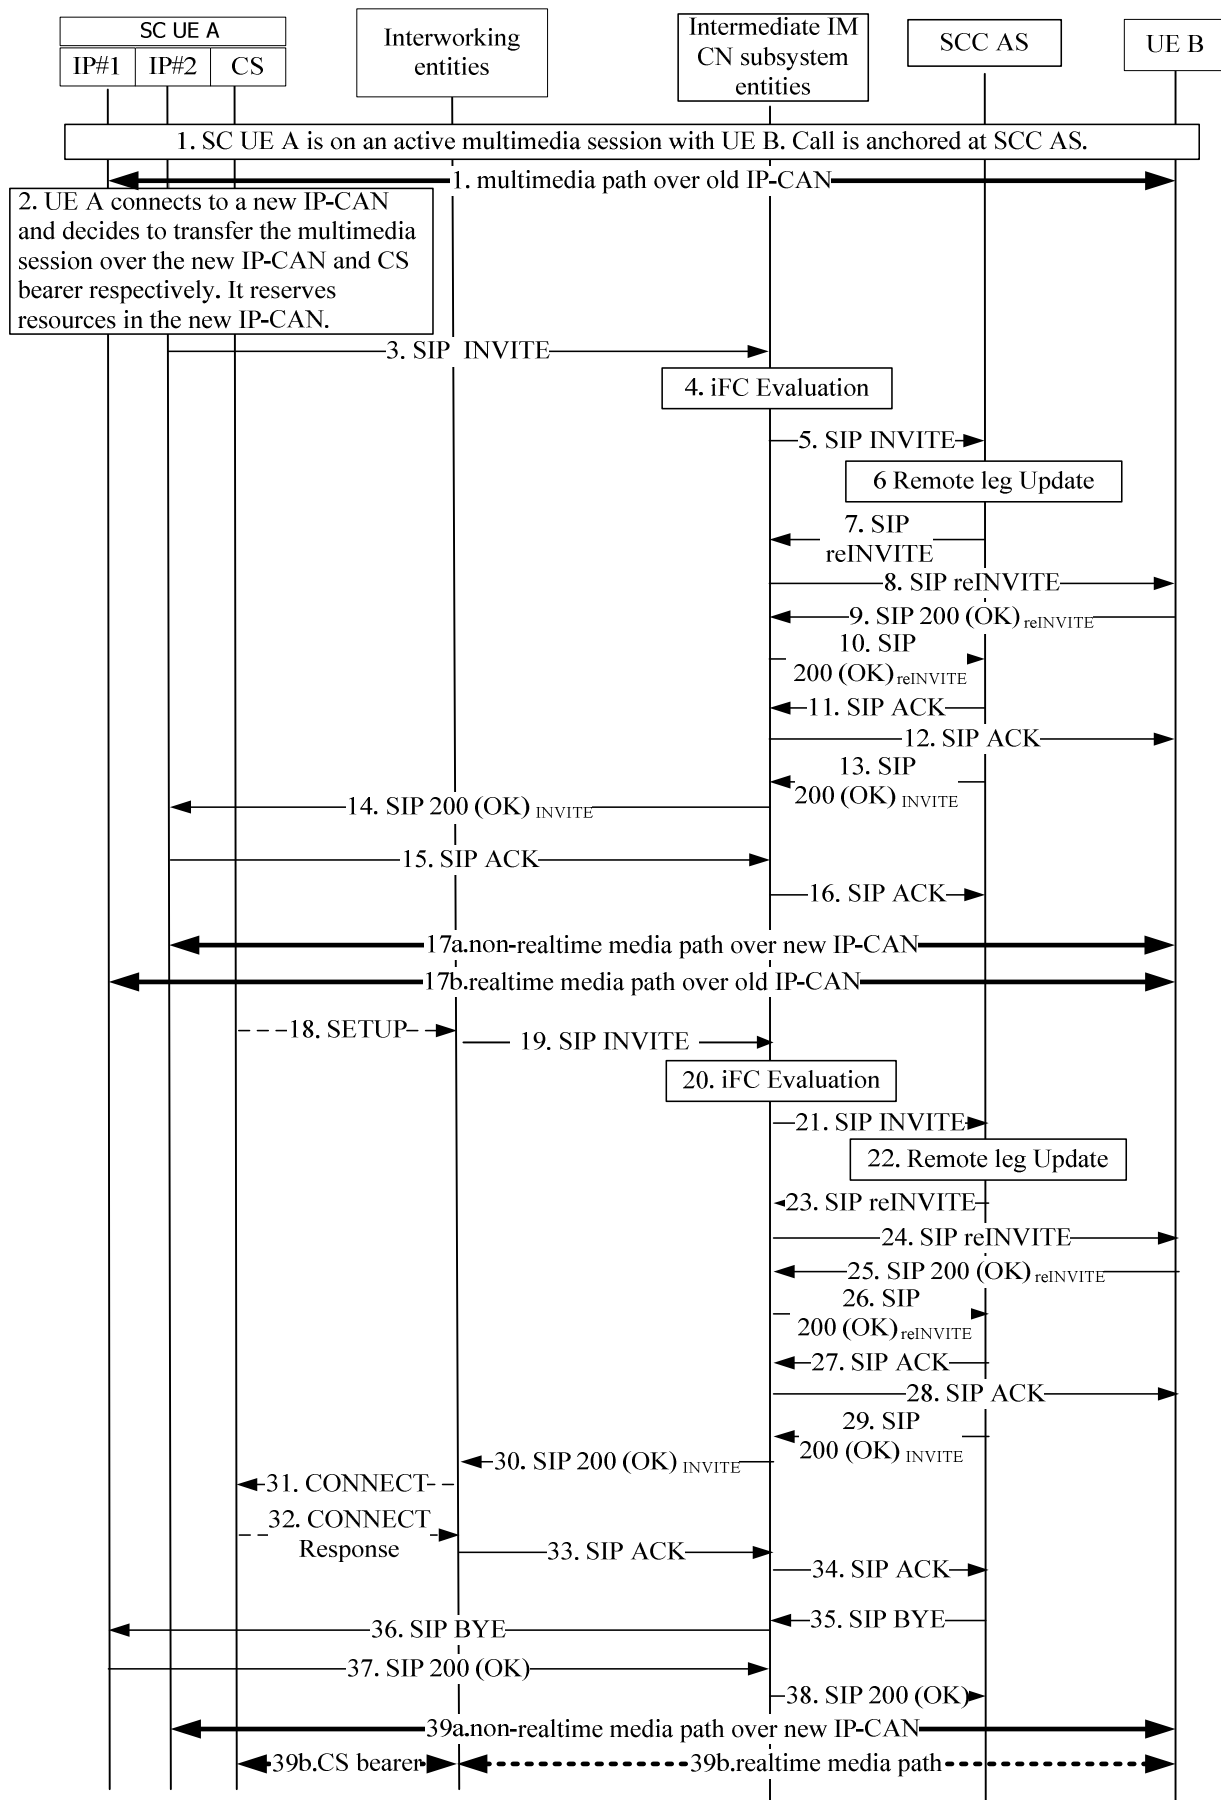 SC UE A
IP#1
IP#2
CS
Interworking
entities
Intermediate IM
CN subsystem
entities
SCC AS
UE B
1. SC UE A is on an active multimedia session with UE B. Call is anchored at SCC AS.
1. multimedia path over old IP-CAN
2. UE A connects to a new IP-CAN
and decides to transfer the multimedia
session over the new IP-CAN and CS
bearer respectively. It reserves
resources in the new IP-CAN.
3. SIP INVITE
4. iFC Evaluation
5. SIP INVITE
6 Remote leg Update
7. SIP
reINVITE
8. SIP reINVITE
9. SIP 200 (OK) reINVITE
10. SIP
200 (OK) reINVITE
11. SIP ACK
12. SIP ACK
13. SIP
200 (OK) INVITE
14. SIP 200 (OK) INVITE
15. SIP ACK
16. SIP ACK
17a.non-realtime media path over new IP-CAN
17b.realtime media path over old IP-CAN
18. SETUP
19. SIP INVITE
20. iFC Evaluation
21. SIP INVITE
22. Remote leg Update
23. SIP reINVITE
24. SIP reINVITE
25. SIP 200 (OK) reINVITE
26. SIP
200 (OK) reINVITE
27. SIP ACK
28. SIP ACK
29. SIP
200 (OK) INVITE
30. SIP 200 (OK) INVITE
31. CONNECT
32. CONNECT
Response
33. SIP ACK
34. SIP ACK
35. SIP BYE
36. SIP BYE
37. SIP 200 (OK)
38. SIP 200 (OK)
39a.non-realtime media path over new IP-CAN
39b.CS bearer
39b.realtime media path